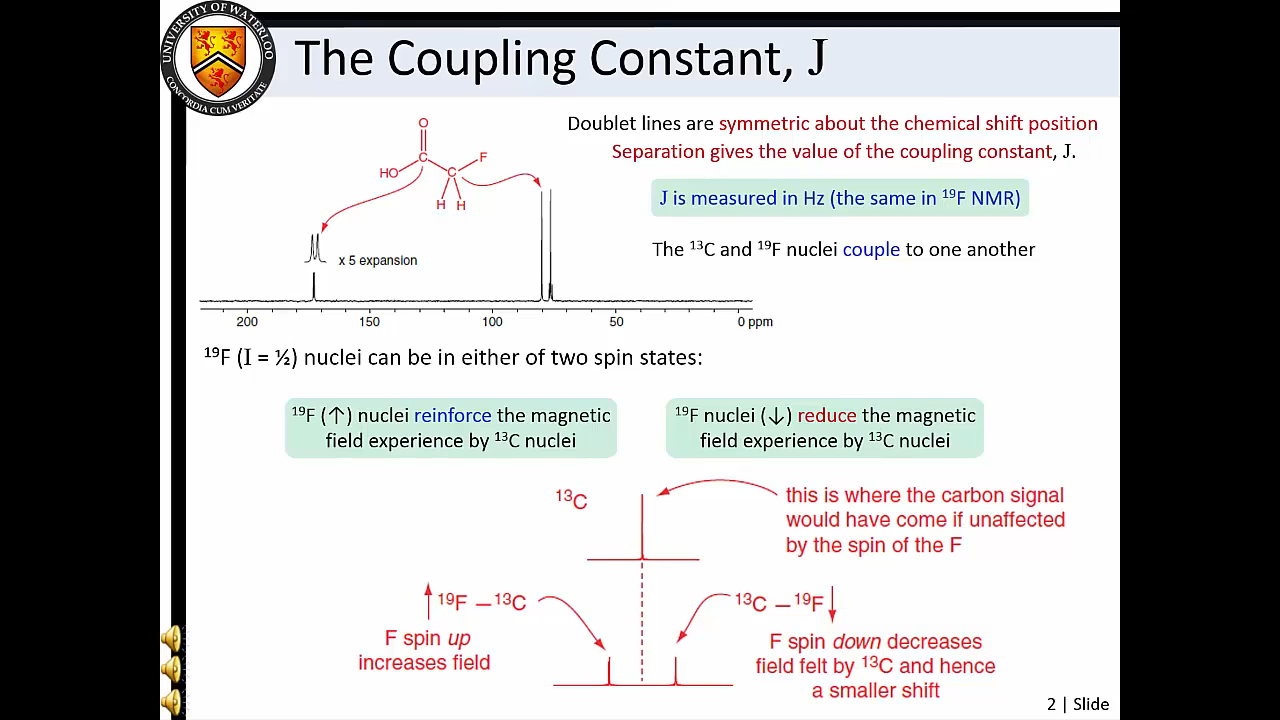 UNIVERSITY OF WATERLOO
CONCORDIA CUM VERITATE
The Coupling Constant, J
Doublet lines are symmetric about the chemical shift position
Separation gives the value of the coupling constant, J.
J is measured in Hz (the same in ¹⁹F NMR)
The ¹³C and ¹⁹F nuclei couple to one another
O
C
F
HO
C
H H
x 5 expansion
200 150 100 50 0 ppm
¹⁹F (I = ½) nuclei can be in either of two spin states:
¹⁹F (↑) nuclei reinforce the magnetic
field experience by ¹³C nuclei
¹⁹F nuclei (↓) reduce the magnetic
field experience by ¹³C nuclei
¹³C
this is where the carbon signal
would have come if unaffected
by the spin of the F
↑ ¹⁹F – ¹³C
F spin up
increases field
¹³C – ¹⁹F ↓
F spin down decreases
field felt by ¹³C and hence
a smaller shift
2 | Slide